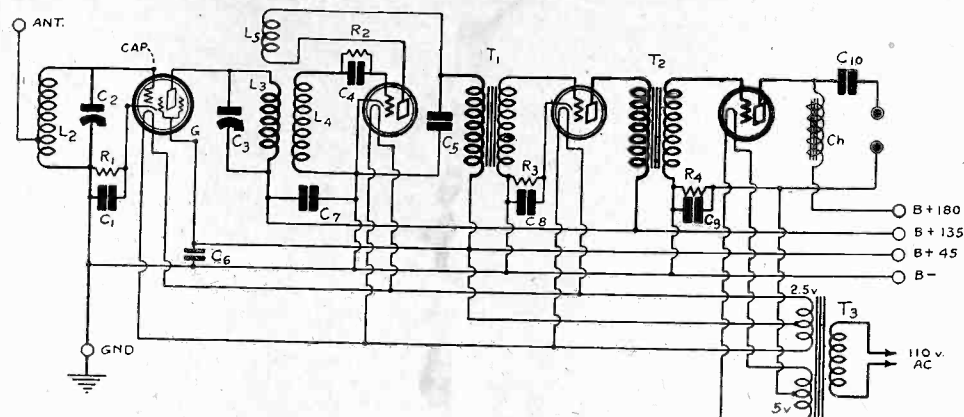 ANT.
CAP
L5
R2
T1
T2
C10
C2
L3
C4
L2
C3
L4
C5
Ch
R1
G
R3
R4
C1
C7
C8
C9
C6
B+180
B+135
B+45
B-
2.5v
T3
GND
110 v.
AC
5v